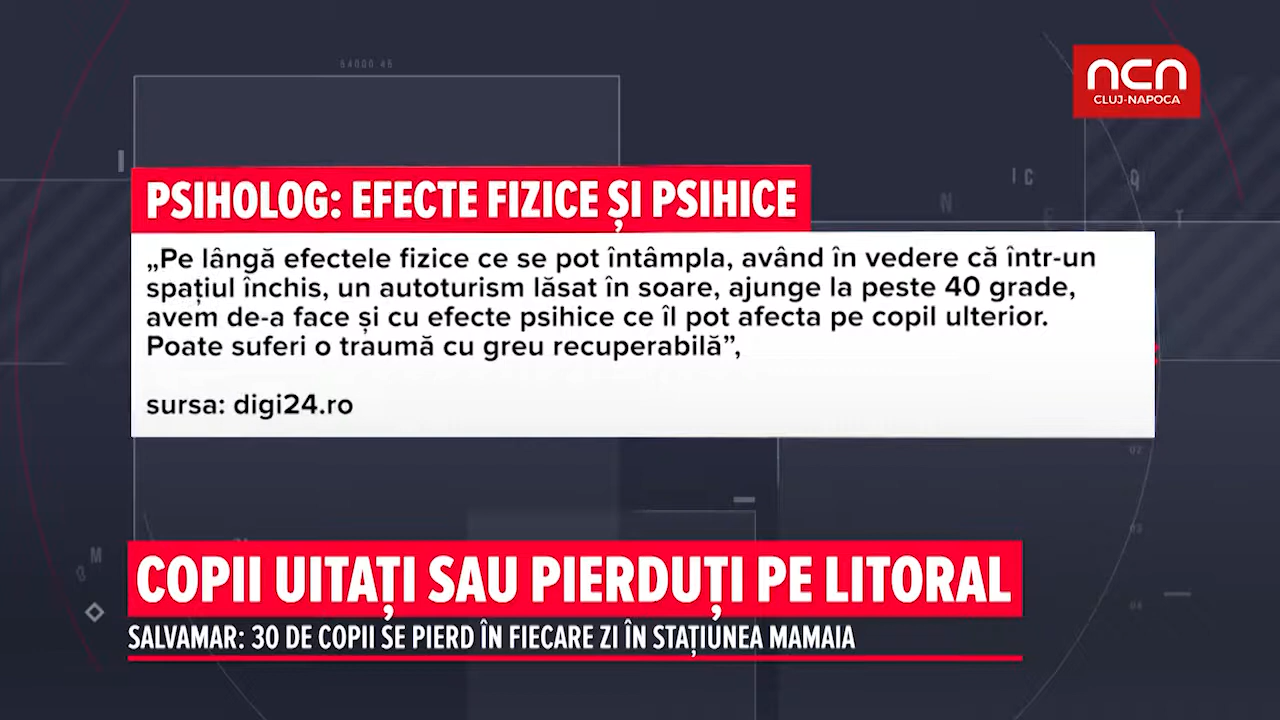 64000 45
ncn
CLUJ-NAPOCA
PSIHOLOG: EFECTE FIZICE ȘI PSIHICE
„Pe lângă efectele fizice ce se pot întâmpla, având în vedere că într-un
spațiul închis, un autoturism lăsat în soare, ajunge la peste 40 grade,
avem de-a face și cu efecte psihice ce îl pot afecta pe copil ulterior.
Poate suferi o traumă cu greu recuperabilă”,
sursa: digi24.ro
COPII UITAȚI SAU PIERDUȚI PE LITORAL
SALVAMAR: 30 DE COPII SE PIERD ÎN FIECARE ZI ÎN STAȚIUNEA MAMAIA